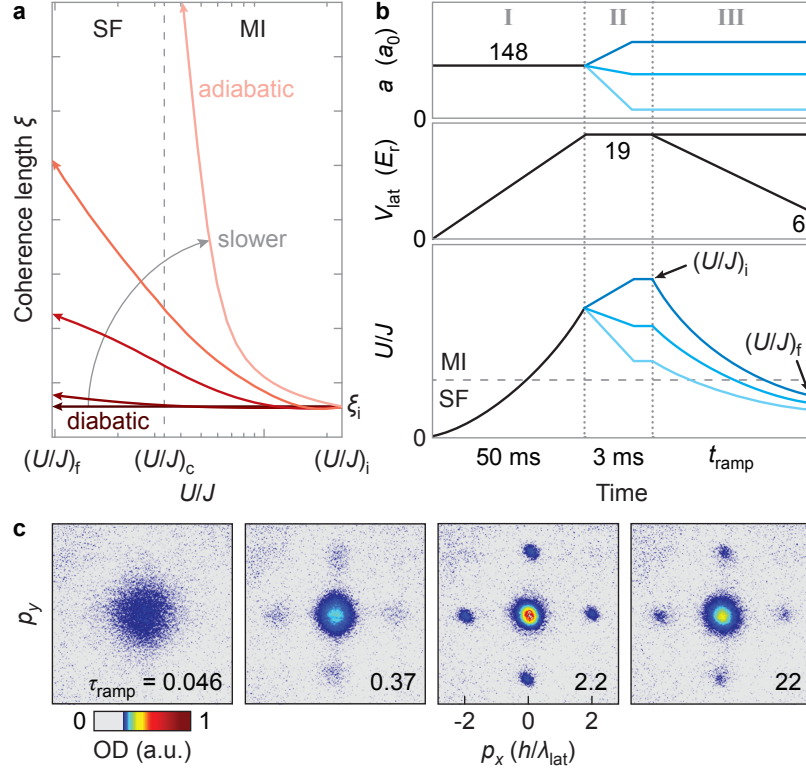 a
SF
MI
adiabatic
slower
diabatic
ξi
Coherence length ξ
(U/J)f
(U/J)c
(U/J)i
U/J
b
I
II
III
a (a0)
148
0
Vlat (Er)
19
6
0
U/J
(U/J)i
(U/J)f
MI
SF
0
50 ms
3 ms
tramp
Time
c
py
τramp = 0.046
0.37
2.2
22
0
1
OD (a.u.)
−2
0
2
px (h/λlat)